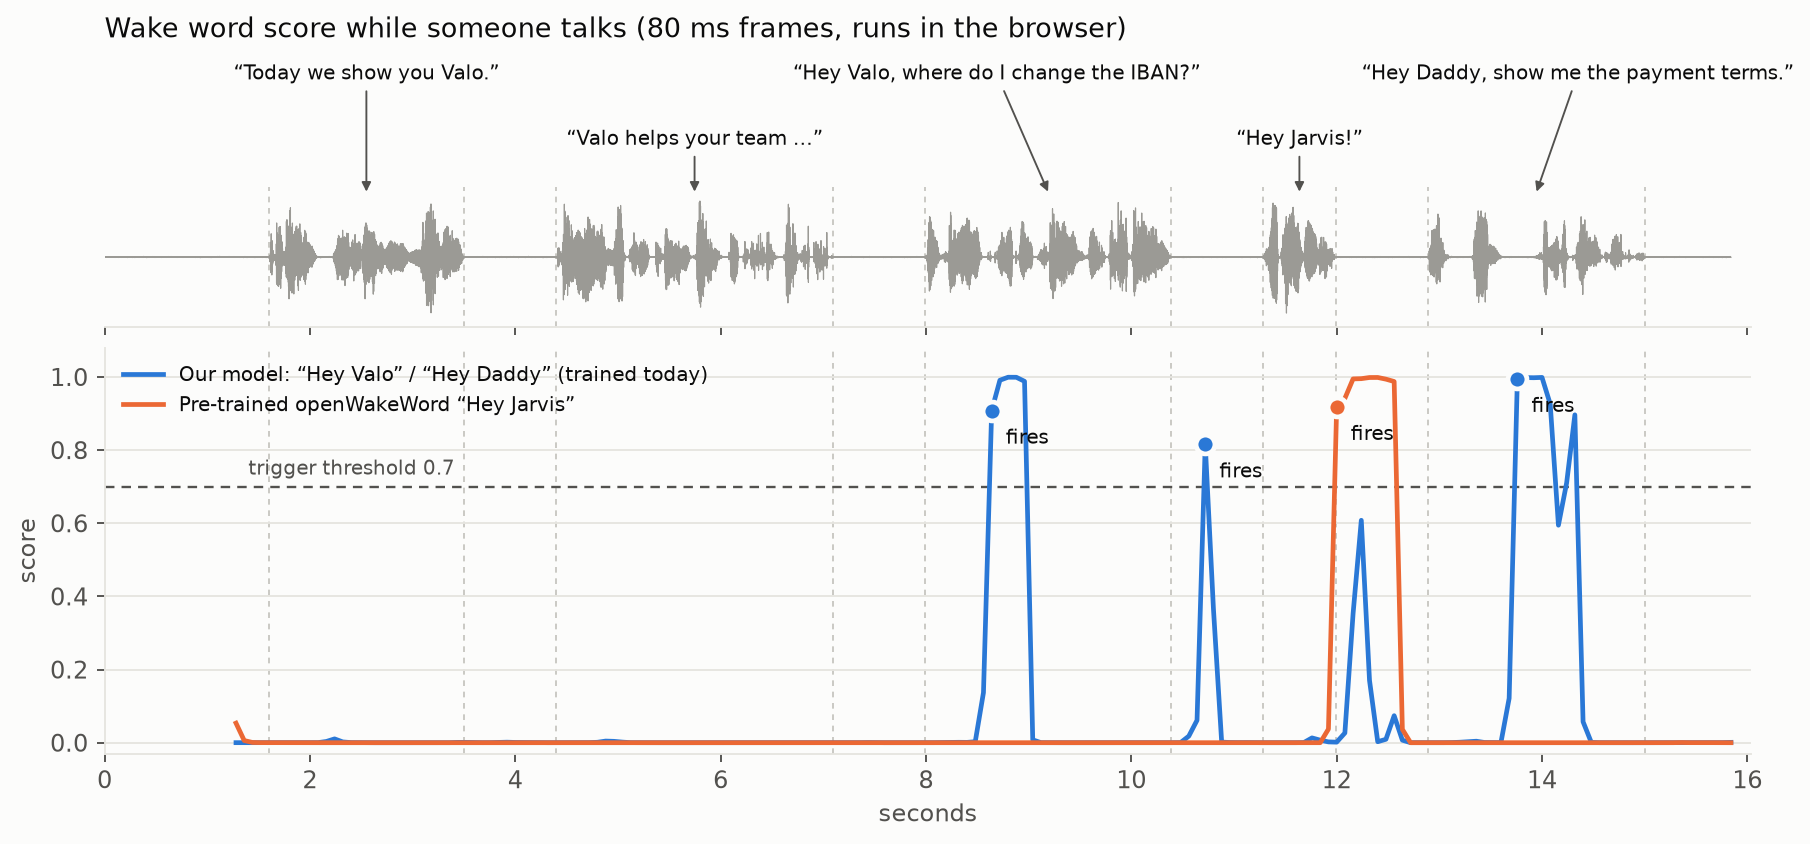 Wake word score while someone talks (80 ms frames, runs in the browser)
“Today we show you Valo.”
“Hey Valo, where do I change the IBAN?”
“Hey Daddy, show me the payment terms.”
“Valo helps your team …”
“Hey Jarvis!”
1.0
0.8
0.6
0.4
0.2
0.0
score
Our model: “Hey Valo” / “Hey Daddy” (trained today)
Pre-trained openWakeWord “Hey Jarvis”
trigger threshold 0.7
fires
fires
fires
fires
0 2 4 6 8 10 12 14 16
seconds